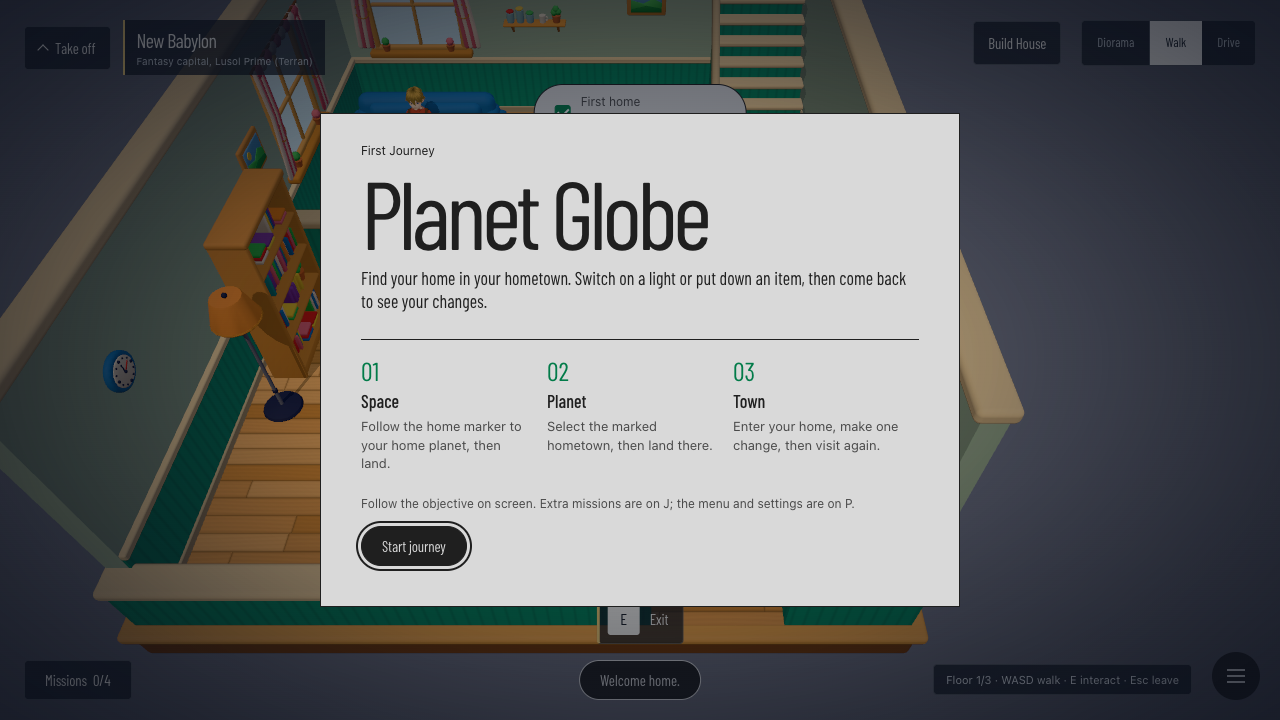 Take off
New Babylon
Fantasy capital, Lusol Prime (Terran)
Build House
Diorama
Walk
Drive
First home
First Journey
Planet Globe
Find your home in your hometown. Switch on a light or put down an item, then come back
to see your changes.
01
Space
Follow the home marker to
your home planet, then
land.
02
Planet
Select the marked
hometown, then land there.
03
Town
Enter your home, make one
change, then visit again.
Follow the objective on screen. Extra missions are on J; the menu and settings are on P.
Start journey
E
Exit
Missions 0/4
Welcome home.
Floor 1/3 · WASD walk · E interact · Esc leave